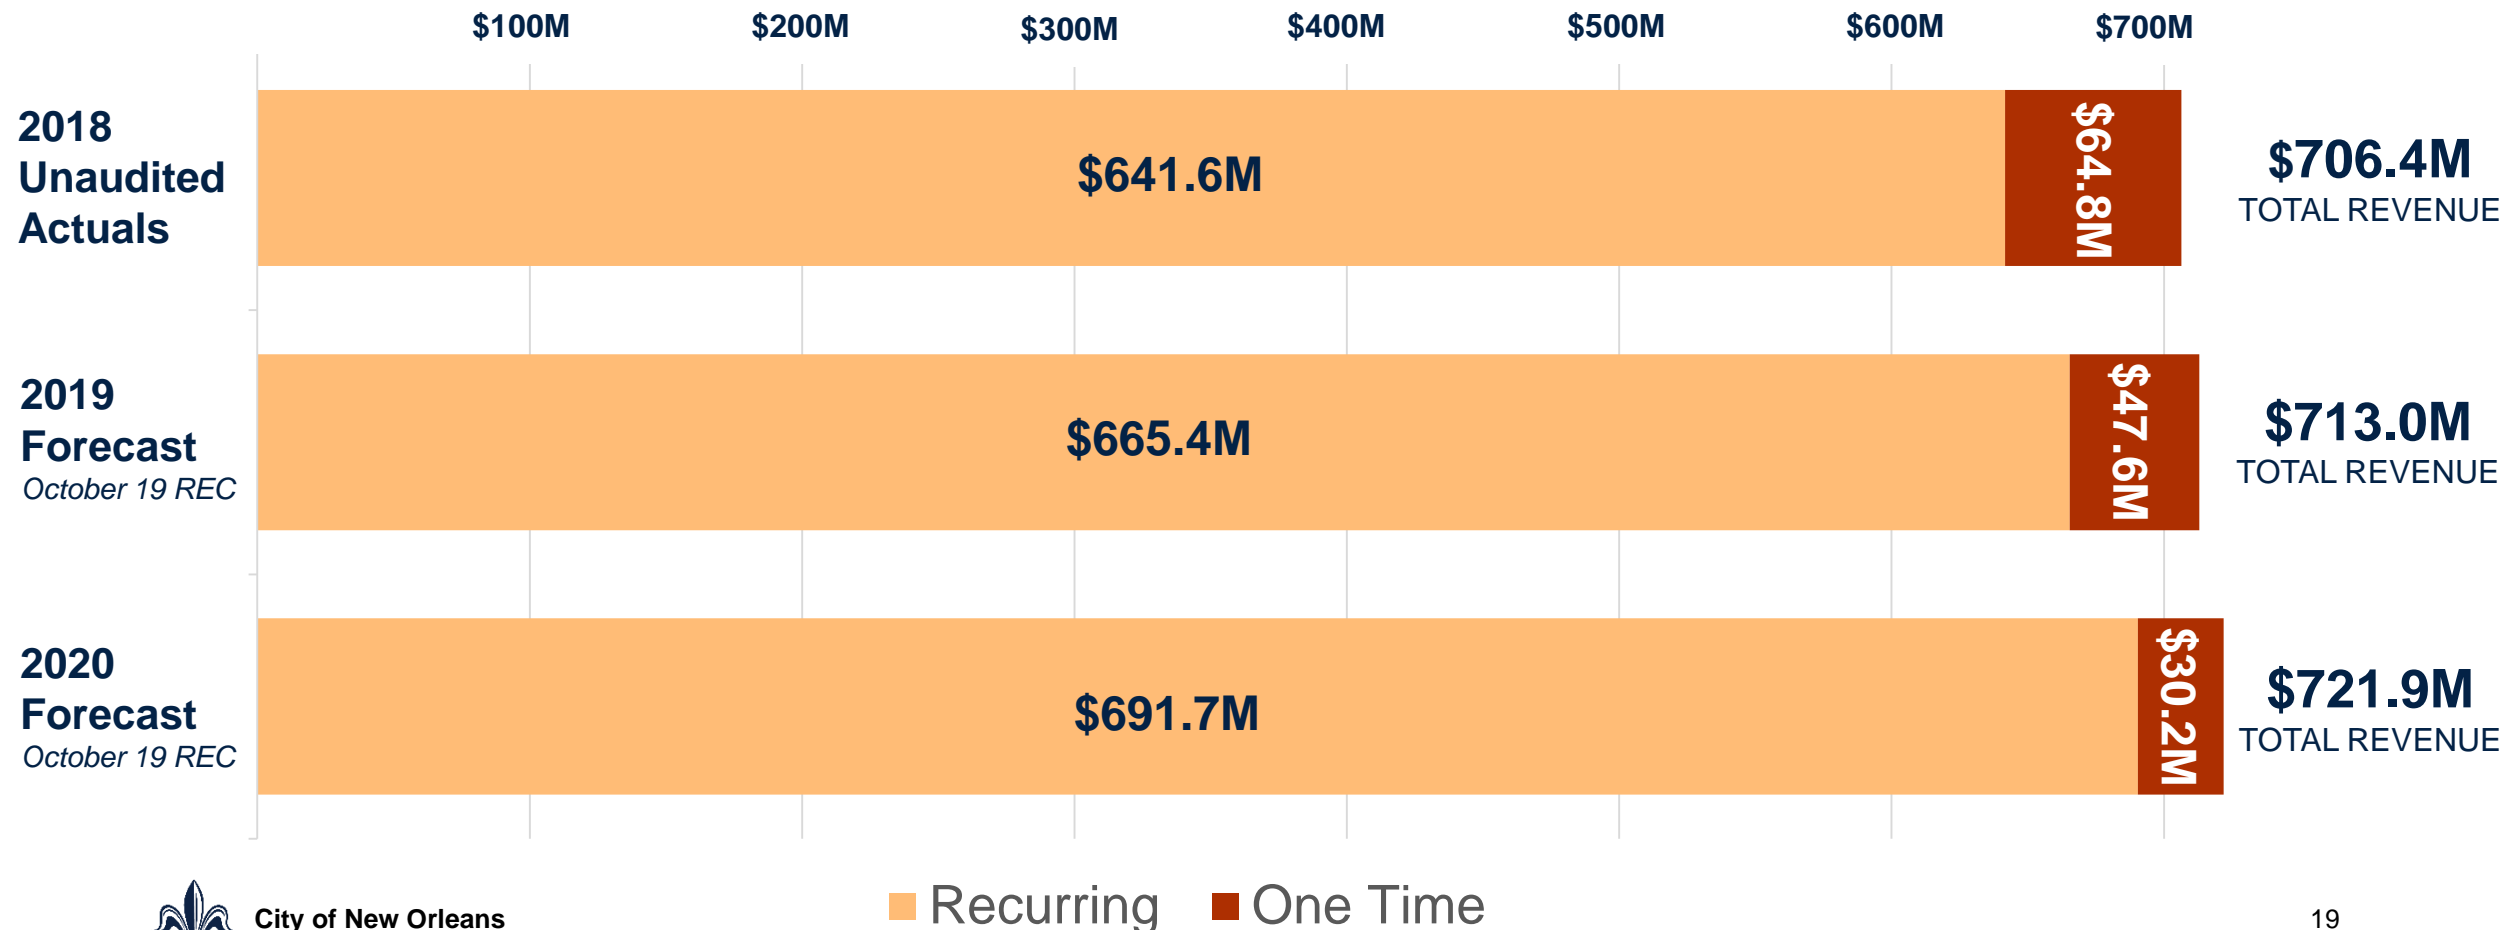 $100M $200M $300M $400M $500M $600M $700M
2018
Unaudited
Actuals
$641.6M
$64.8M
$706.4M
TOTAL REVENUE
2019
Forecast
October 19 REC
$665.4M
$47.6M
$713.0M
TOTAL REVENUE
2020
Forecast
October 19 REC
$691.7M
$30.2M
$721.9M
TOTAL REVENUE
Recurring One Time
City of New Orleans
19